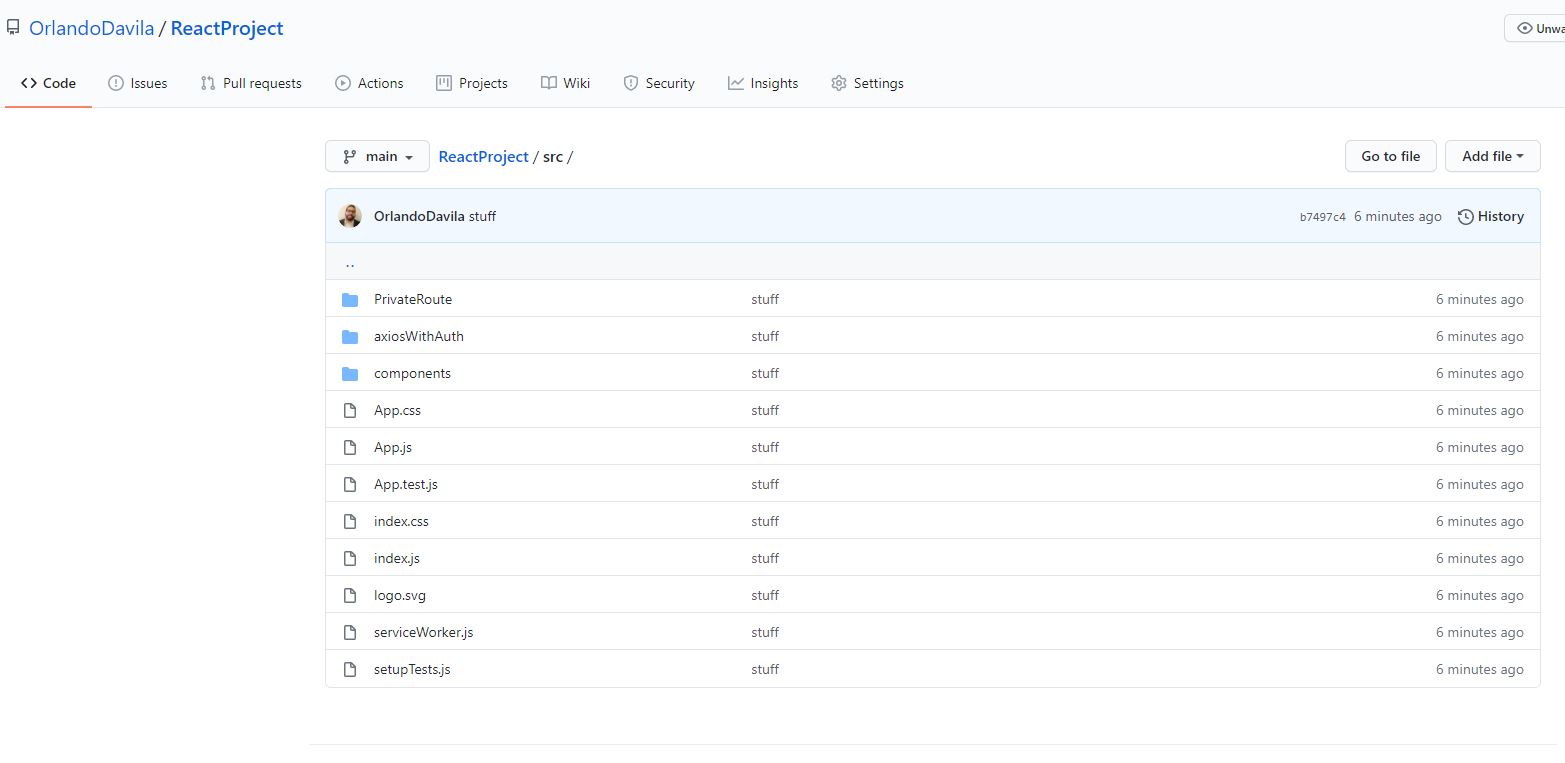 OrlandoDavila / ReactProject
Unwa
Code Issues Pull requests Actions Projects Wiki Security Insights Settings
main ReactProject / src / Go to file Add file
OrlandoDavila stuff b7497c4 6 minutes ago History
..
PrivateRoute stuff 6 minutes ago
axiosWithAuth stuff 6 minutes ago
components stuff 6 minutes ago
App.css stuff 6 minutes ago
App.js stuff 6 minutes ago
App.test.js stuff 6 minutes ago
index.css stuff 6 minutes ago
index.js stuff 6 minutes ago
logo.svg stuff 6 minutes ago
serviceWorker.js stuff 6 minutes ago
setupTests.js stuff 6 minutes ago